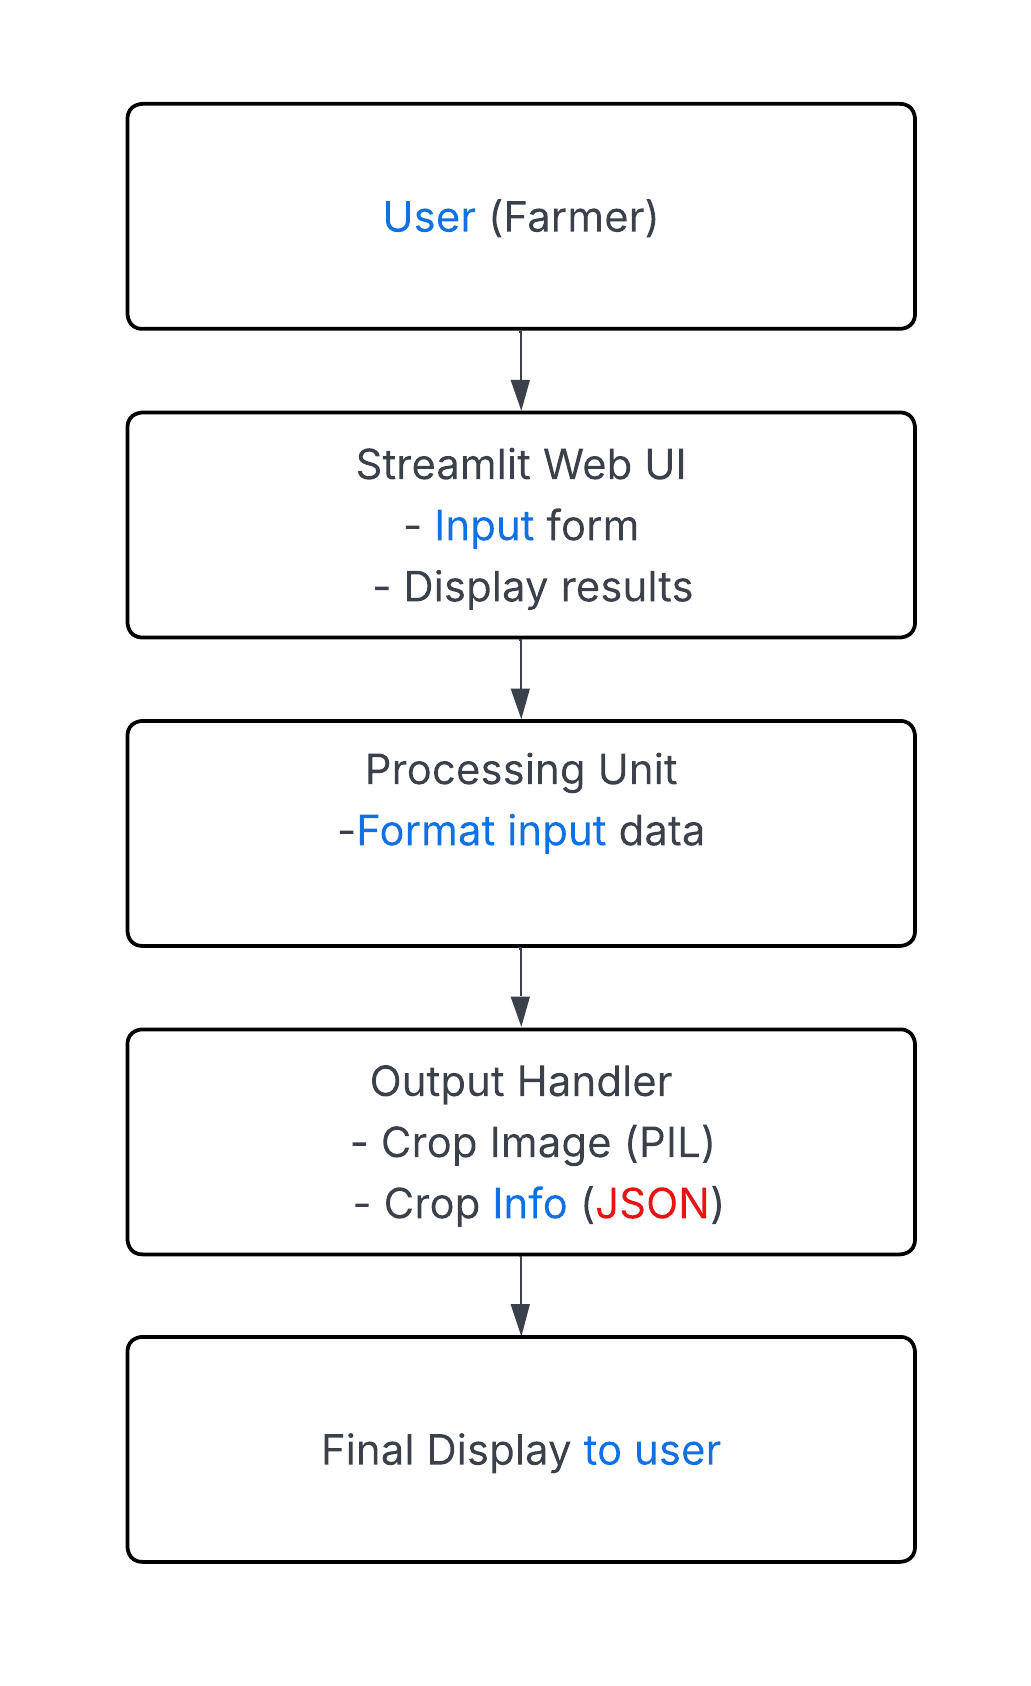 User (Farmer)
Streamlit Web UI
- Input form
- Display results
Processing Unit
-Format input data
Output Handler
- Crop Image (PIL)
- Crop Info (JSON)
Final Display to user